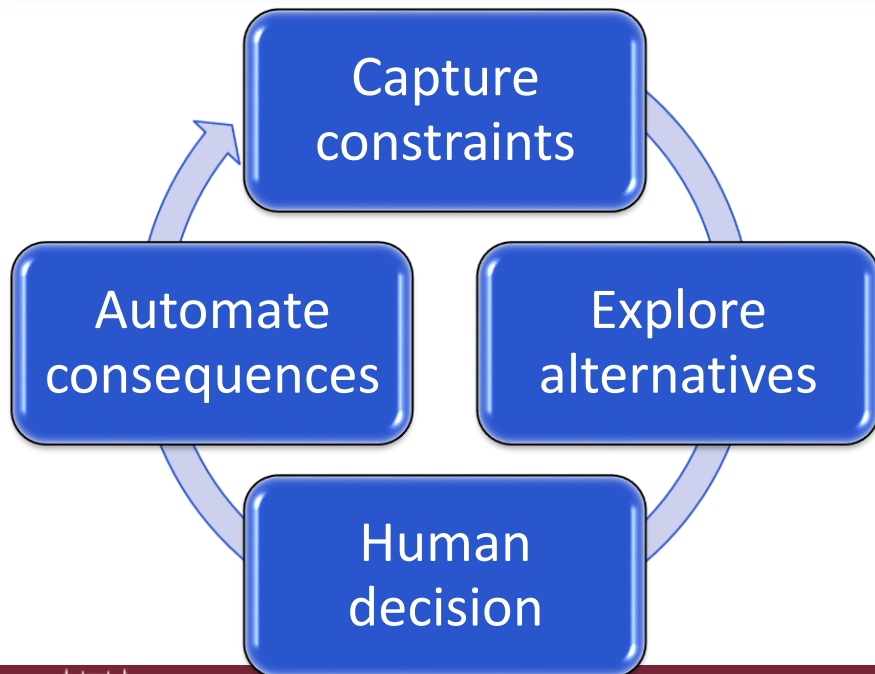 Capture
constraints
Explore
alternatives
Human
decision
Automate
consequences